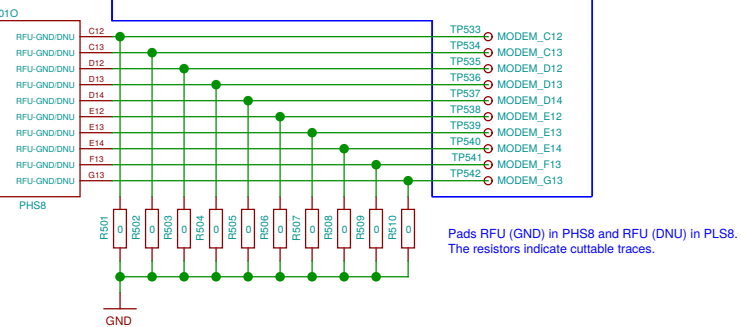 01O
RFU-GND/DNU C12 TP533 MODEM_C12
RFU-GND/DNU C13 TP534 MODEM_C13
RFU-GND/DNU D12 TP535 MODEM_D12
RFU-GND/DNU D13 TP536 MODEM_D13
RFU-GND/DNU D14 TP537 MODEM_D14
RFU-GND/DNU E12 TP538 MODEM_E12
RFU-GND/DNU E13 TP539 MODEM_E13
RFU-GND/DNU E14 TP540 MODEM_E14
RFU-GND/DNU F13 TP541 MODEM_F13
RFU-GND/DNU G13 TP542 MODEM_G13
PHS8
R501 0 R502 0 R503 0 R504 0 R505 0 R506 0 R507 0 R508 0 R509 0 R510 0
Pads RFU (GND) in PHS8 and RFU (DNU) in PLS8.
The resistors indicate cuttable traces.
GND